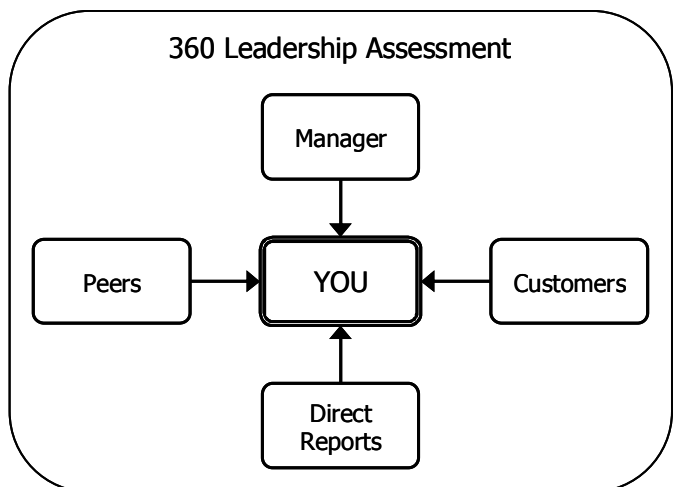 360 Leadership Assessment
Manager
Peers
YOU
Customers
Direct
Reports